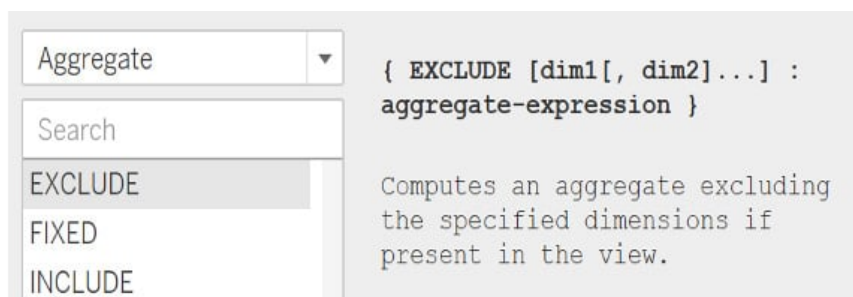 Aggregate
Search
EXCLUDE
FIXED
INCLUDE
{ EXCLUDE [dim1[, dim2]...] :
aggregate-expression }
Computes an aggregate excluding
the specified dimensions if
present in the view.